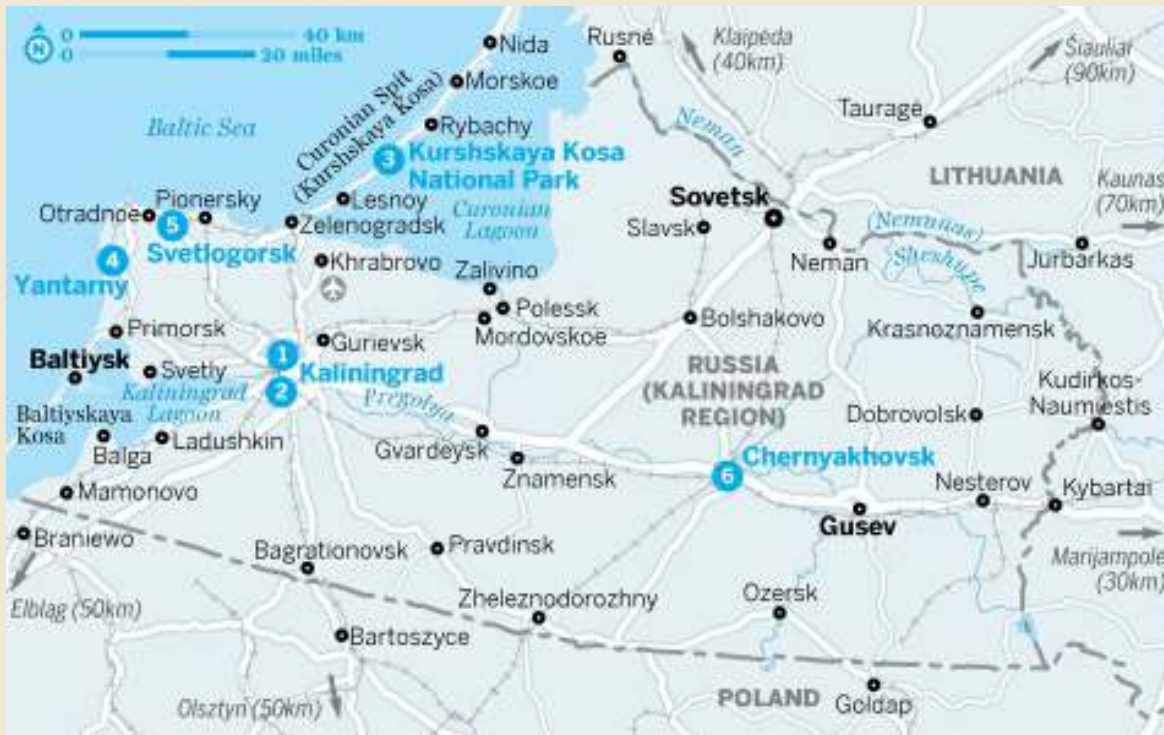 0 40 km
N
0 20 miles
Nida
Rusnė
Klaipėda
(40km)
Šiauliai
(90km)
Morskoe
Curonian Spit
(Kurshskaya Kosa)
Taurage
Baltic Sea
Rybachy
Neman
3
Kurshskaya Kosa
National Park
LITHUANIA
Kaunas
(70km)
Otradnoe
Pionersky
Lesnoy
Sovetsk
5
Svetlogorsk
Zelenogradsk
Curonian
Lagoon
Slavsk
(Nemunas)
4
Yantarny
Khrabrovo
Zalivino
Neman
Sheshupe
Jurbarkas
Primorsk
Polessk
Mordovskoe
Bolshakovo
Krasnoznamensk
1
Gurievsk
Baltiysk
Svetly
Kaliningrad
2
RUSSIA
(KALININGRAD
REGION)
Kudirkos-
Naumiestis
Kaliningrad
Lagoon
Pregolya
Dobrovolsk
Baltiyskaya
Kosa
Balga
Ladushkin
Gvardeysk
Znamensk
Chernyakhovsk
6
Nesterov
Kybartai
Mamonovo
Gusev
Braniewo
Bagrationovsk
Pravdinsk
Marijampole
(30km)
Elbląg (50km)
Zheleznodorozhny
Ozersk
Bartoszyce
Olsztyn (50km)
POLAND
Goldap